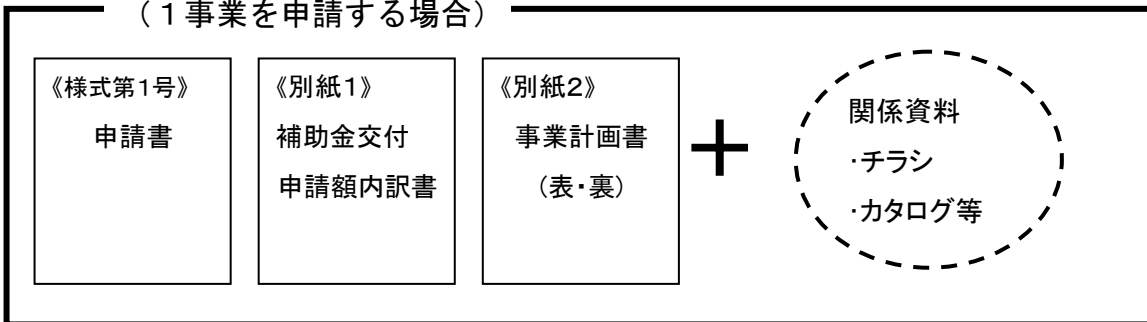 （１事業を申請する場合）
《様式第１号》
申請書
《別紙１》
補助金交付
申請額内訳書
《別紙２》
事業計画書
（表・裏）
＋
関係資料
・チラシ
・カタログ等